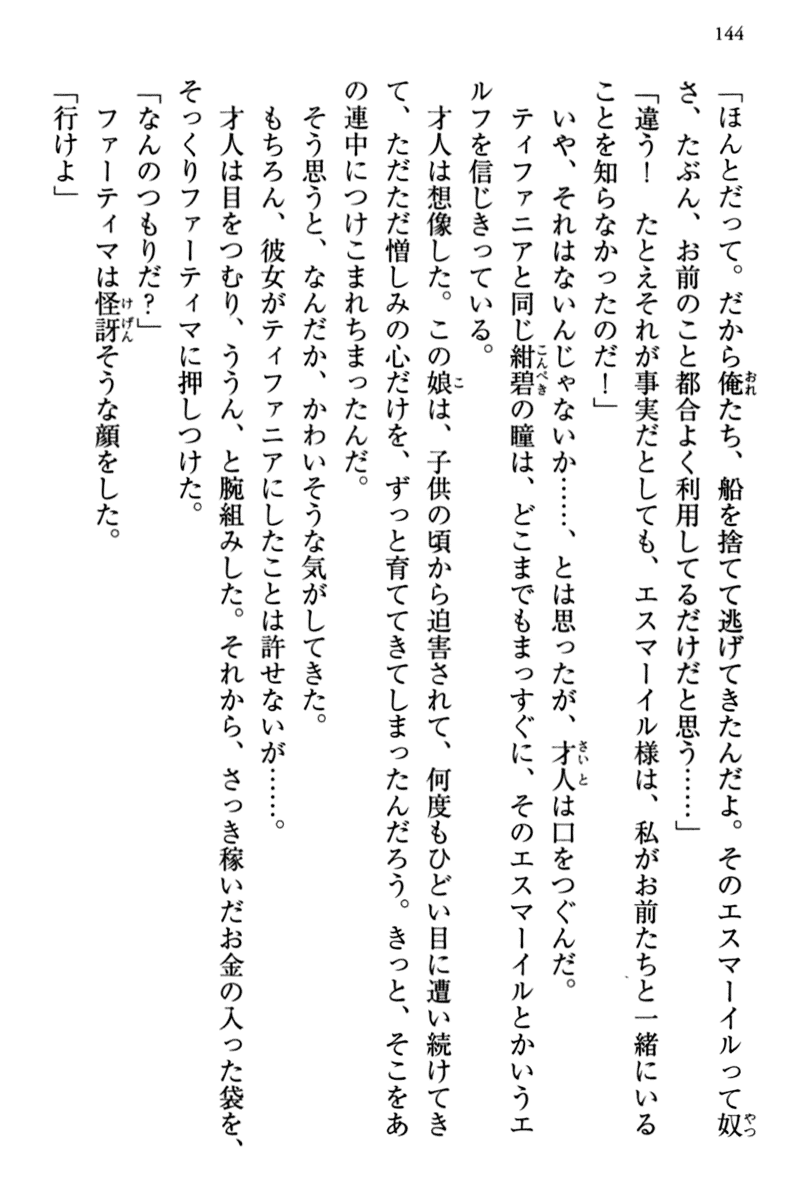 144
「ほんとだって。だから俺たち、船を捨てて逃げてきたんだよ。そのエスマーイルって奴
さ、たぶん、お前のこと都合よく利用してるだけだと思う……」
「違う！　たとえそれが事実だとしても、エスマーイル様は、私がお前たちと一緒にいる
ことを知らなかったのだ！」
いや、それはないんじゃないか……、とは思ったが、才人は口をつぐんだ。
ティファニアと同じ紺碧の瞳は、どこまでもまっすぐに、そのエスマーイルとかいうエ
ルフを信じきっている。
才人は想像した。この娘は、子供の頃から迫害されて、何度もひどい目に遭い続けてき
て、ただただ憎しみの心だけを、ずっと育ててきてしまったんだろう。きっと、そこをあ
の連中につけこまれちまったんだ。
そう思うと、なんだか、かわいそうな気がしてきた。
もちろん、彼女がティファニアにしたことは許せないが……。
才人は目をつむり、ううん、と腕組みした。それから、さっき稼いだお金の入った袋を、
そっくりファーティマに押しつけた。
「なんのつもりだ？」
ファーティマは怪訝そうな顔をした。
「行けよ」